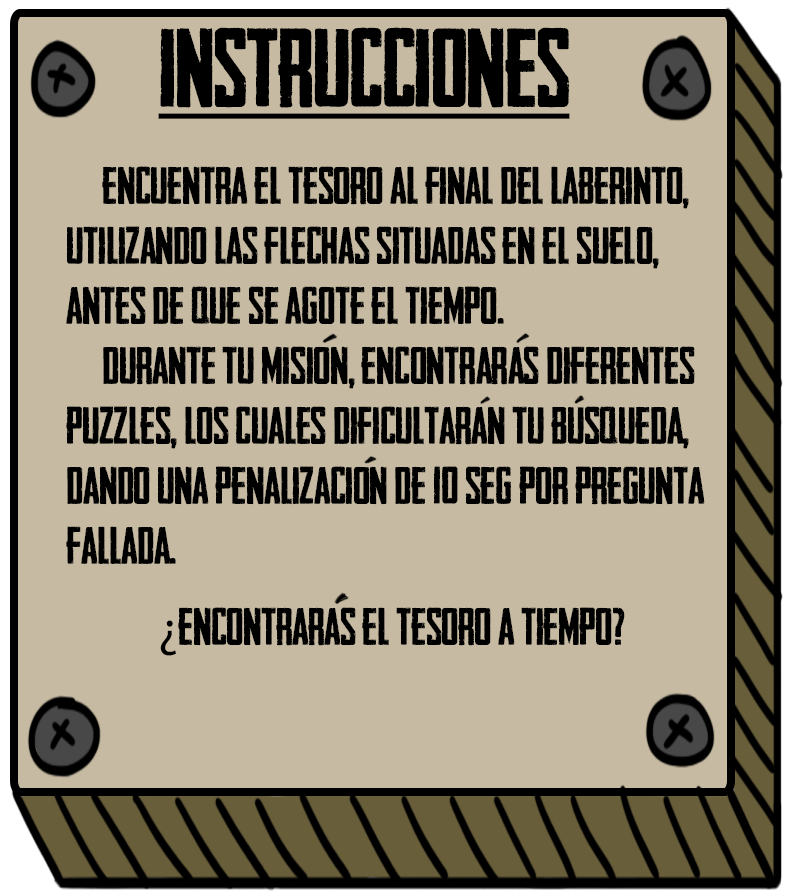 INSTRUCCIONES
ENCUENTRA EL TESORO AL FINAL DEL LABERINTO,
UTILIZANDO LAS FLECHAS SITUADAS EN EL SUELO,
ANTES DE QUE SE AGOTE EL TIEMPO.
DURANTE TU MISIÓN, ENCONTRARÁS DIFERENTES
PUZZLES, LOS CUALES DIFICULTARÁN TU BÚSQUEDA,
DANDO UNA PENALIZACIÓN DE 10 SEG POR PREGUNTA
FALLADA.
¿ENCONTRARÁS EL TESORO A TIEMPO?